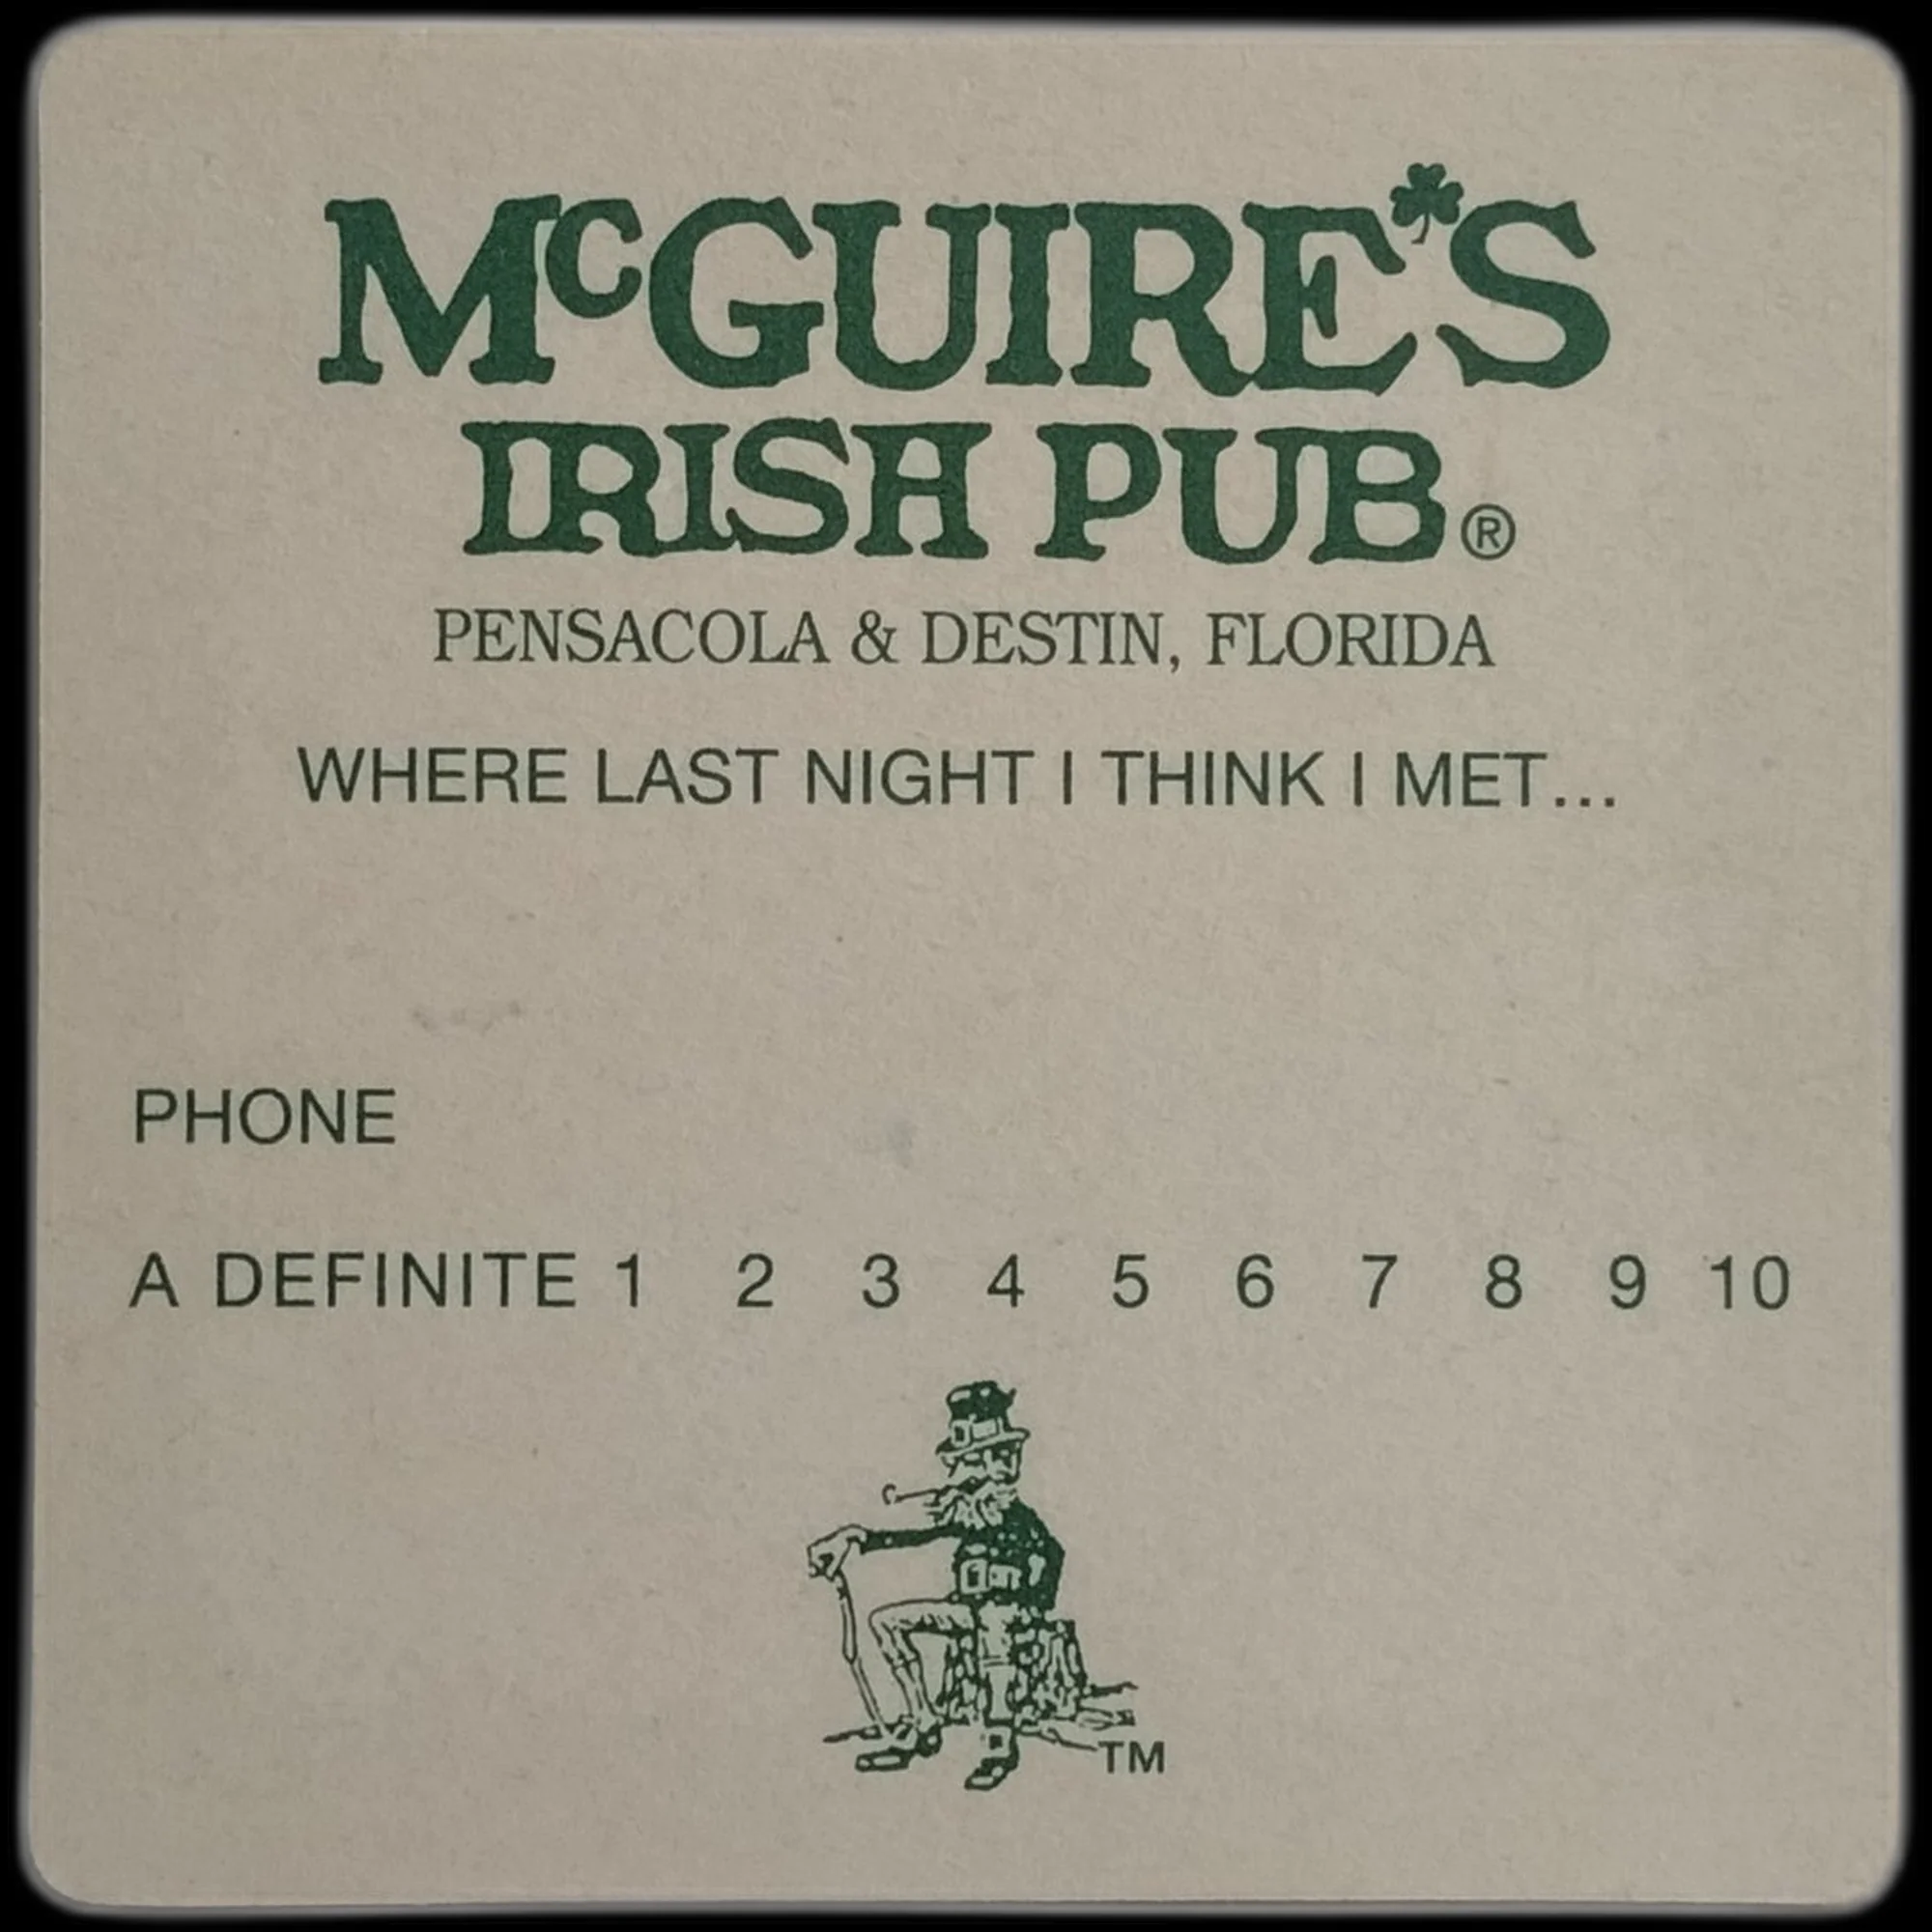 McGUIRE'S
IRISH PUB®
PENSACOLA & DESTIN, FLORIDA
WHERE LAST NIGHT I THINK I MET...
PHONE
A DEFINITE 1 2 3 4 5 6 7 8 9 10
TM